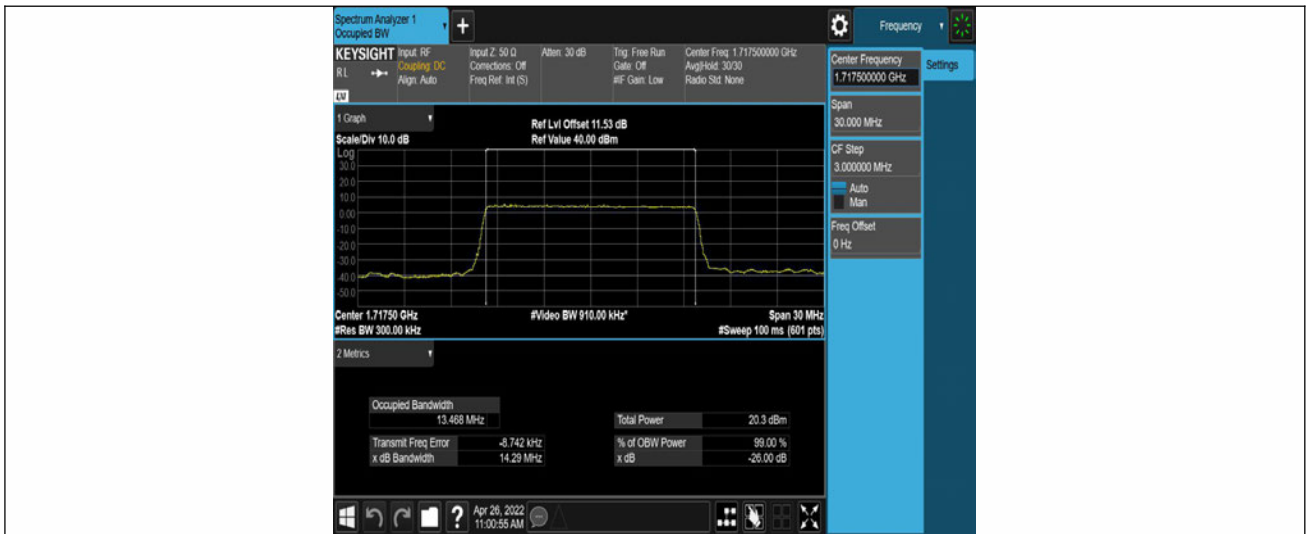 Spectrum Analyzer 1
Occupied BW
+
Frequency
KEYSIGHT
R L
LXI
Input: RF
Coupling: DC
Align: Auto
Input Z: 50 Ω
Corrections: Off
Freq Ref: Int (S)
Atten: 30 dB
Trig: Free Run
Gate: Off
#IF Gain: Low
Center Freq: 1.717500000 GHz
Avg|Hold: 30/30
Radio Std: None
Center Frequency
1.717500000 GHz
Settings
Span
30.000 MHz
CF Step
3.000000 MHz
Auto
Man
Freq Offset
0 Hz
1 Graph
Scale/Div 10.0 dB
Ref Lvl Offset 11.53 dB
Ref Value 40.00 dBm
Log
30.0
20.0
10.0
0.00
-10.0
-20.0
-30.0
-40.0
-50.0
Center 1.71750 GHz
#Res BW 300.00 kHz
#Video BW 910.00 kHz*
Span 30 MHz
#Sweep 100 ms (601 pts)
2 Metrics
Occupied Bandwidth
13.468 MHz
Total Power 20.3 dBm
Transmit Freq Error -8.742 kHz
% of OBW Power 99.00 %
x dB Bandwidth 14.29 MHz
x dB -26.00 dB
?
Apr 26, 2022
11:00:55 AM